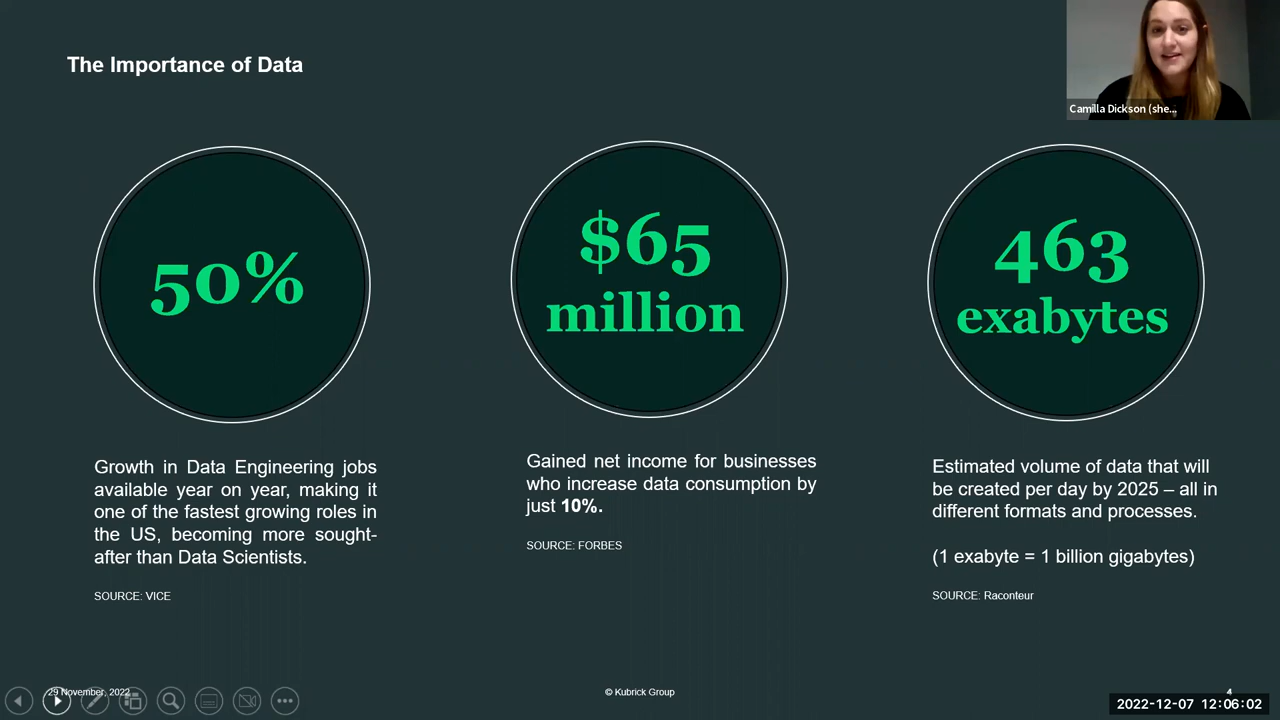 The Importance of Data
Camilla Dickson (she...
50%
$65
million
463
exabytes
Growth in Data Engineering jobs
available year on year, making it
one of the fastest growing roles in
the US, becoming more sought-
after than Data Scientists.
SOURCE: VICE
Gained net income for businesses
who increase data consumption by
just 10%.
SOURCE: FORBES
Estimated volume of data that will
be created per day by 2025 – all in
different formats and processes.
(1 exabyte = 1 billion gigabytes)
SOURCE: Raconteur
29 November, 2022
© Kubrick Group
4
2022-12-07 12:06:02